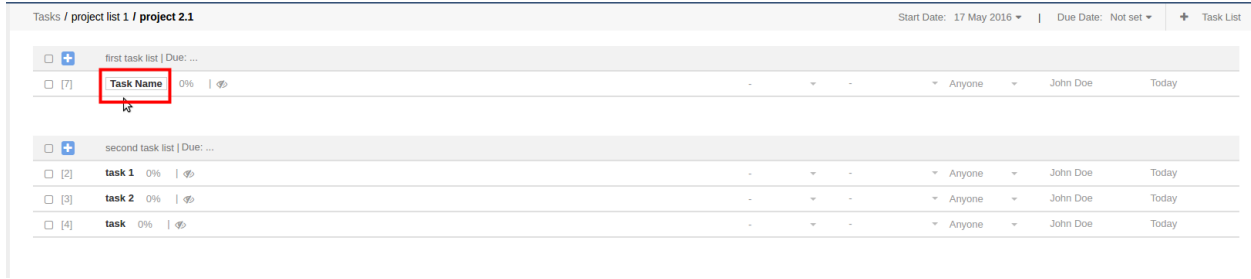 Tasks / project list 1 / project 2.1 Start Date: 17 May 2016 | Due Date: Not set + Task List
first task list | Due: ...
[7] Task Name 0% | - - Anyone John Doe Today
second task list | Due: ...
[2] task 1 0% | - - Anyone John Doe Today
[3] task 2 0% | - - Anyone John Doe Today
[4] task 0% | - - Anyone John Doe Today